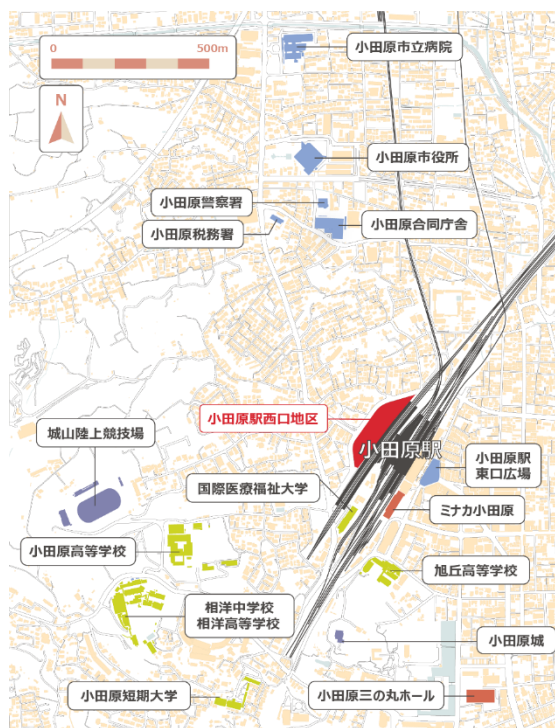 0 500m
N
小田原市立病院
小田原市役所
小田原警察署
小田原税務署
小田原合同庁舎
小田原駅西口地区
城山陸上競技場
小田原駅
小田原駅
東口広場
国際医療福祉大学
ミナカ小田原
小田原高等学校
旭丘高等学校
相洋中学校
相洋高等学校
小田原城
小田原短期大学
小田原三の丸ホール